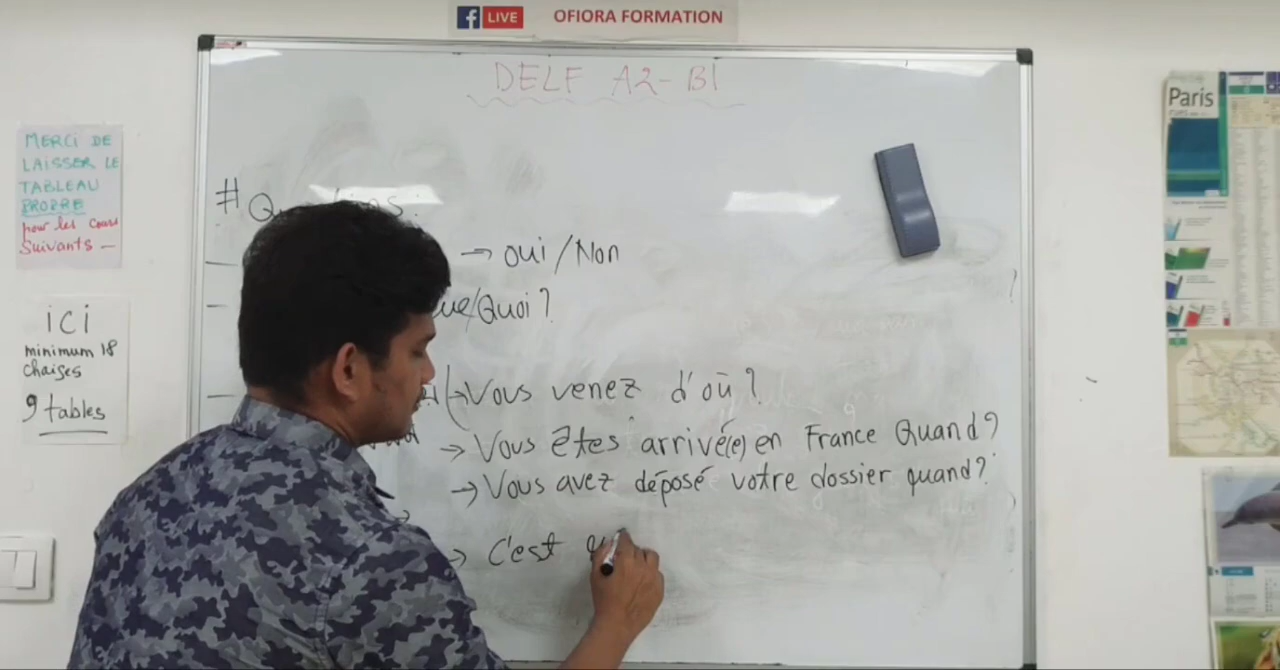 LIVE OFIORA FORMATION
DELF A2-B1
MERCI DE
LAISSER LE
TABLEAU
PROPRE
pour les cours
Suivants -
ici
minimum 18
chaises
9 tables
#
→ oui/Non
/Quoi?
→Vous venez d'où?
→ Vous êtes arrivé(e) en France Quand?
→ Vous avez déposé votre dossier quand?
→ C'est
Paris